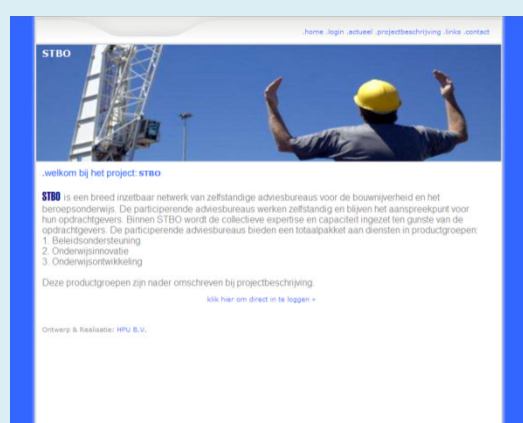 .home .login .actueel .projectbeschrijving .links .contact
STBO
.welkom bij het project: STBO
STBO is een breed inzetbaar netwerk van zelfstandige adviesbureaus voor de bouwnijverheid en het
beroepsonderwijs. De participerende adviesbureaus werken zelfstandig en blijven het aanspreekpunt voor
hun opdrachtgevers. Binnen STBO wordt de collectieve expertise en capaciteit ingezet ten gunste van de
opdrachtgevers. De participerende adviesbureaus bieden een totaalpakket aan diensten in productgroepen:
1. Beleidsondersteuning
2. Onderwijsinnovatie
3. Onderwijsontwikkeling
Deze productgroepen zijn nader omschreven bij projectbeschrijving.
klik hier om direct in te loggen »
Ontwerp & Realisatie: HPU B.V.